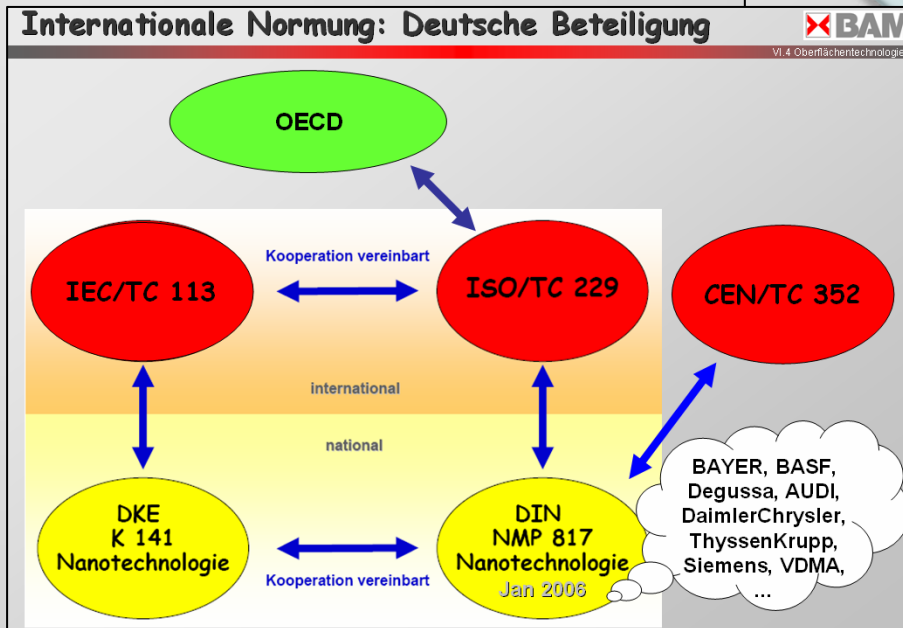 Internationale Normung: Deutsche Beteiligung
BAM
VI.4 Oberflächentechnologie
OECD
IEC/TC 113
Kooperation vereinbart
ISO/TC 229
CEN/TC 352
international
national
DKE
K 141
Nanotechnologie
Kooperation vereinbart
DIN
NMP 817
Nanotechnologie
Jan 2006
BAYER, BASF,
Degussa, AUDI,
DaimlerChrysler,
ThyssenKrupp,
Siemens, VDMA,
...